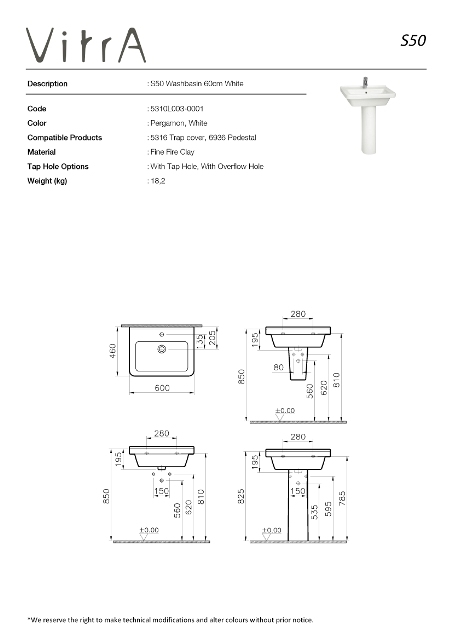 VitrA
S50
Description : S50 Washbasin 60cm White
Code : 5310L003-0001
Color : Pergamon, White
Compatible Products : 5316 Trap cover, 6936 Pedestal
Material : Fine Fire Clay
Tap Hole Options : With Tap Hole, With Overflow Hole
Weight (kg) : 18,2
460
135
205
600
280
195
80
850
560
620
810
±0.00
280
195
150
850
560
620
810
±0.00
280
195
150
825
535
595
785
±0.00
*We reserve the right to make technical modifications and alter colours without prior notice.